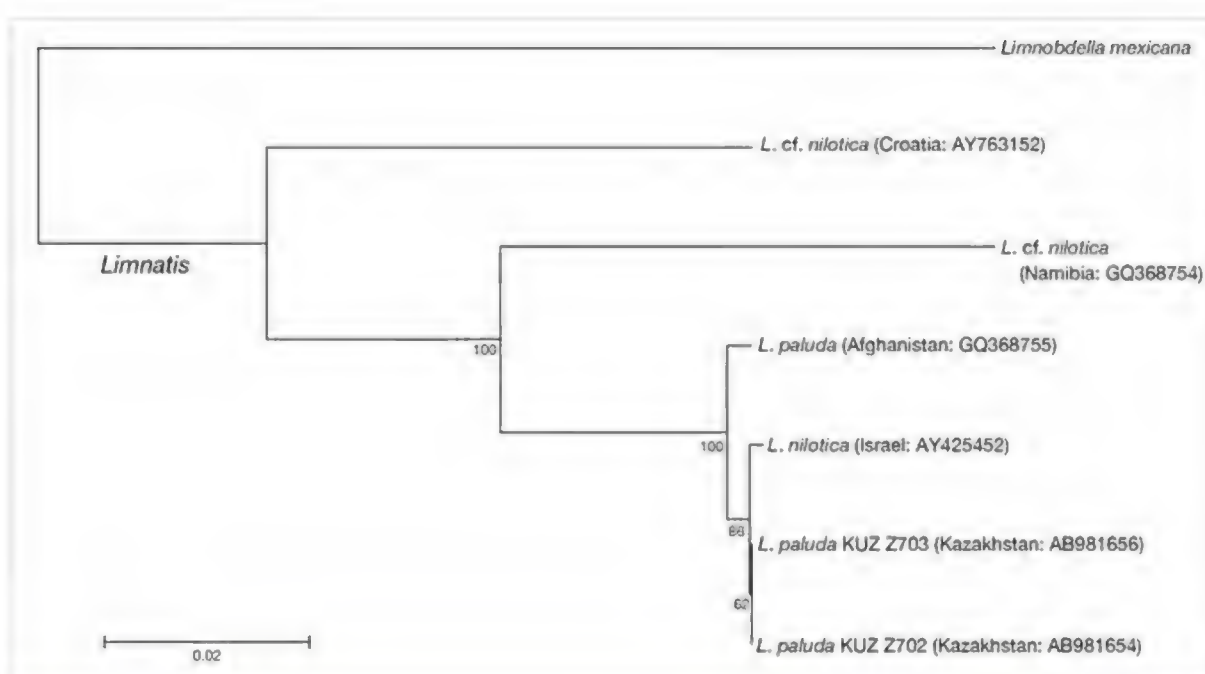 Limnobdella mexicana
L. cf. nilotica (Croatia: AY763152)
L. cf. nilotica
(Namibia: GQ368754)
Limnatis
100
L. paluda (Afghanistan: GQ368755)
100
L. nilotica (Israel: AY425452)
L. paluda KUZ Z703 (Kazakhstan: AB981656)
L. paluda KUZ Z702 (Kazakhstan: AB981654)
0.02